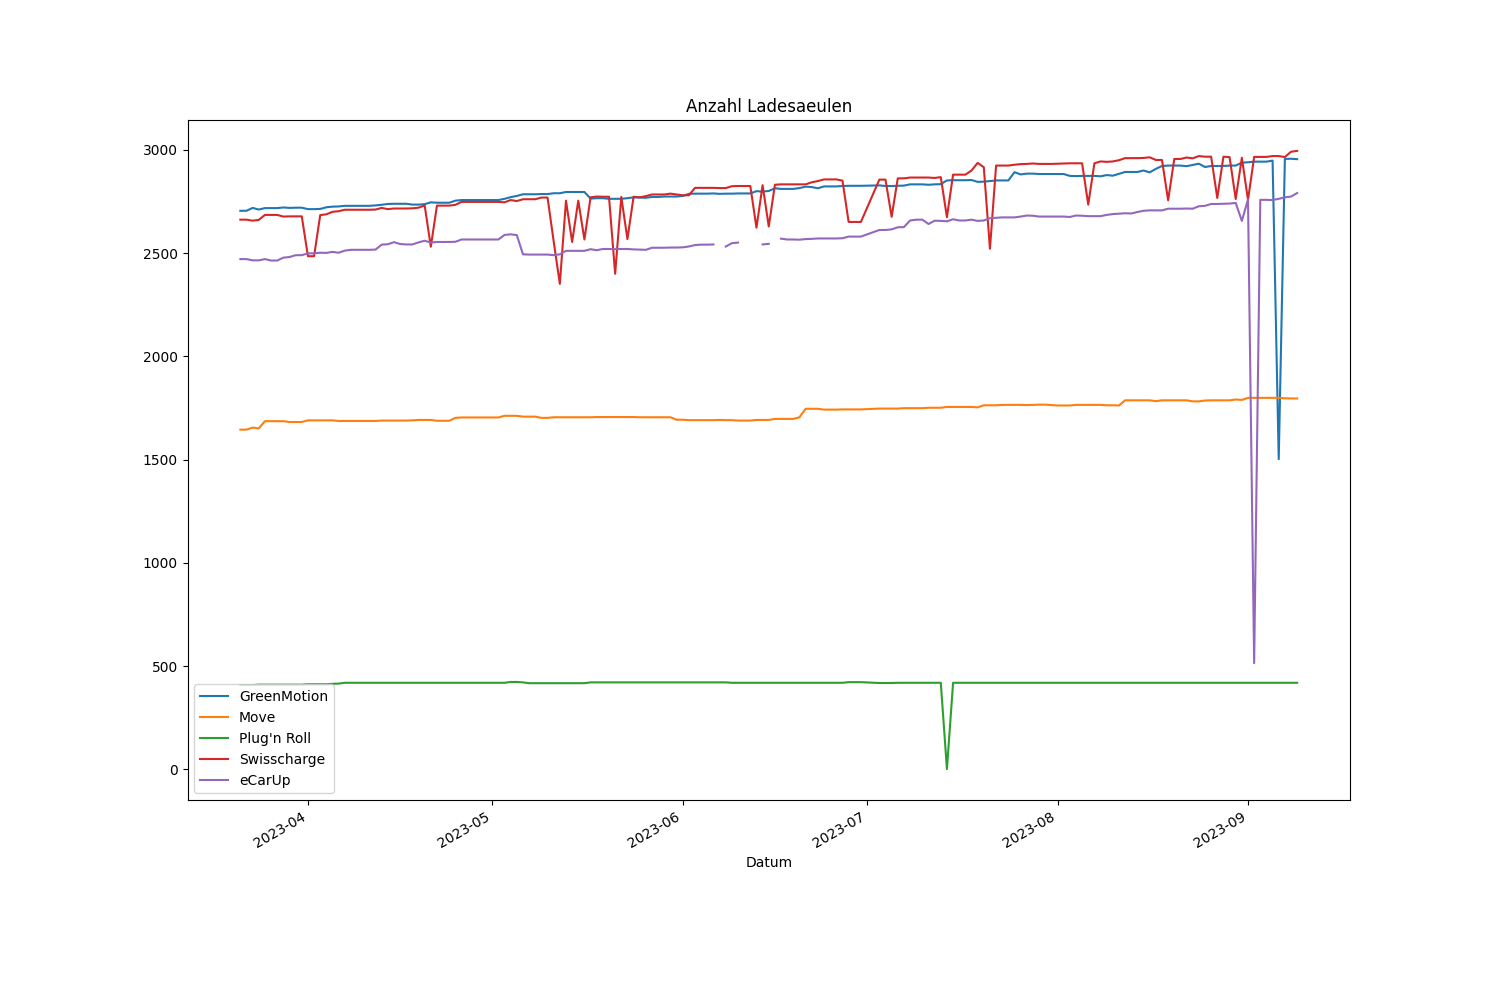 Anzahl Ladesaeulen
3000
2500
2000
1500
1000
500
0
GreenMotion
Move
Plug'n Roll
Swisscharge
eCarUp
2023-04
2023-05
2023-06
2023-07
2023-08
2023-09
Datum